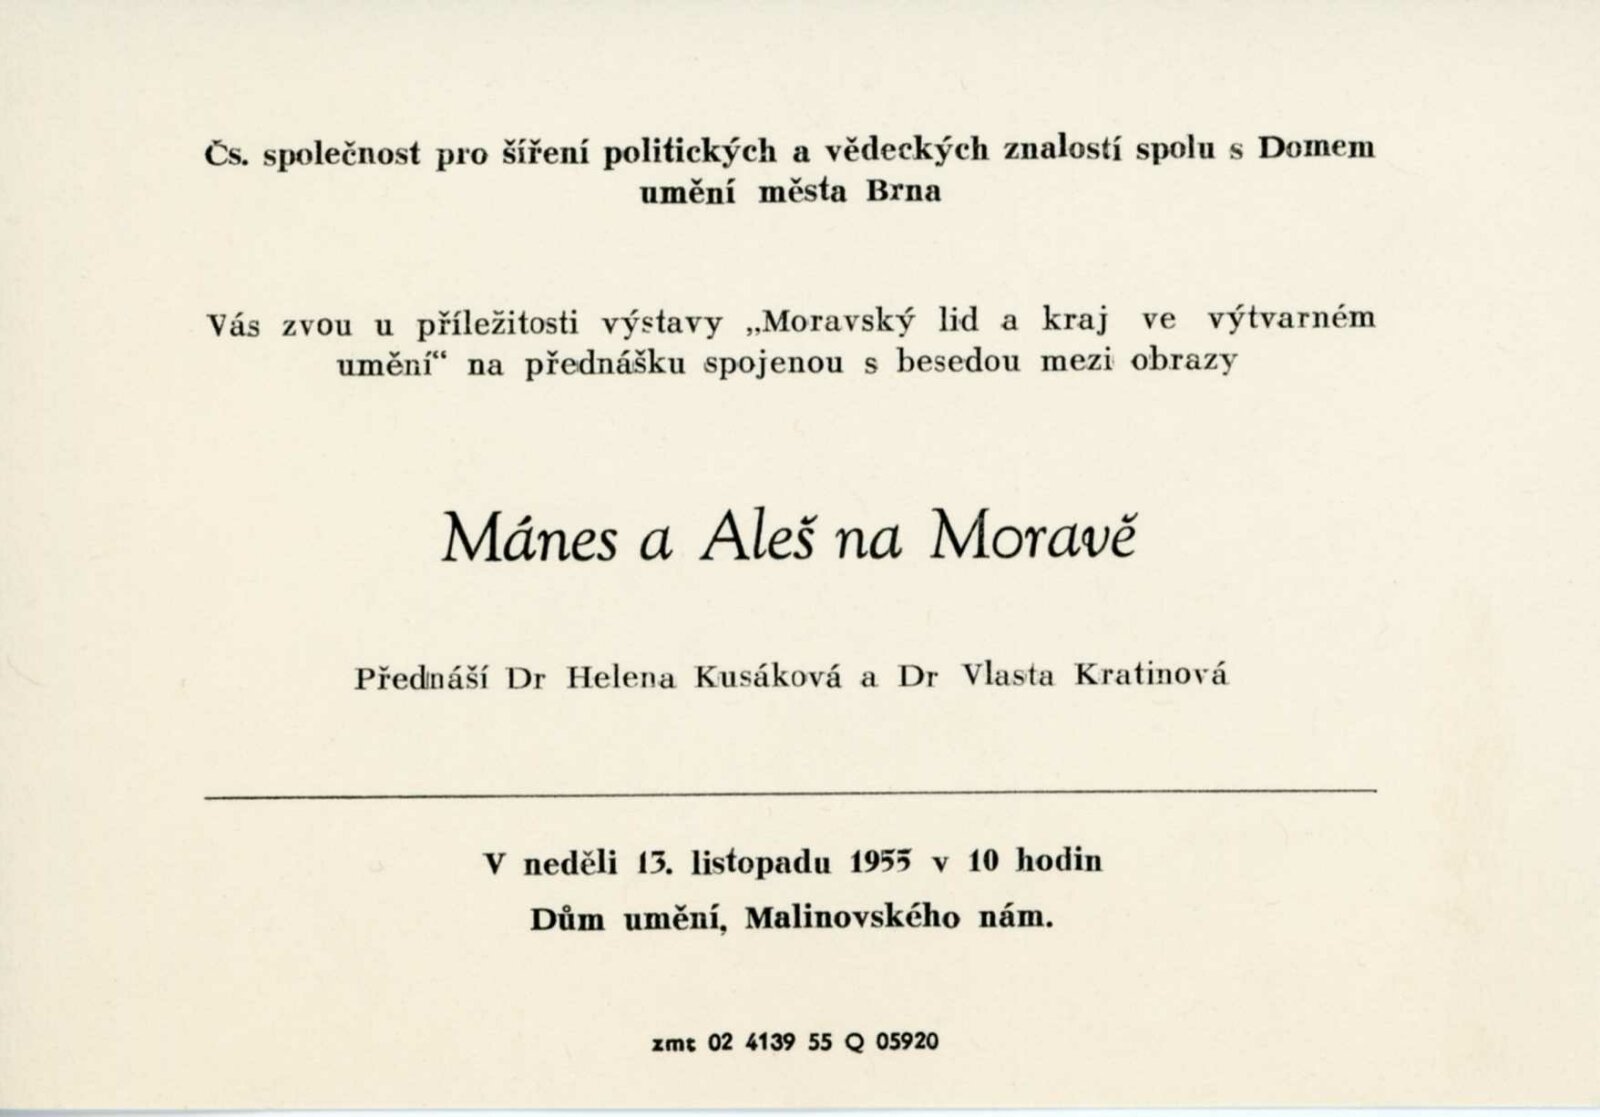 Čs. společnost pro šíření politických a vědeckých znalostí spolu s Domem
umění města Brna
Vás zvou u příležitosti výstavy „Moravský lid a kraj ve výtvarném
umění“ na přednášku spojenou s besedou mezi obrazy
Mánes a Aleš na Moravě
Přednáší Dr Helena Kusáková a Dr Vlasta Kratinová
V neděli 13. listopadu 1955 v 10 hodin
Dům umění, Malinovského nám.
zmt 02 4139 55 Q 05920